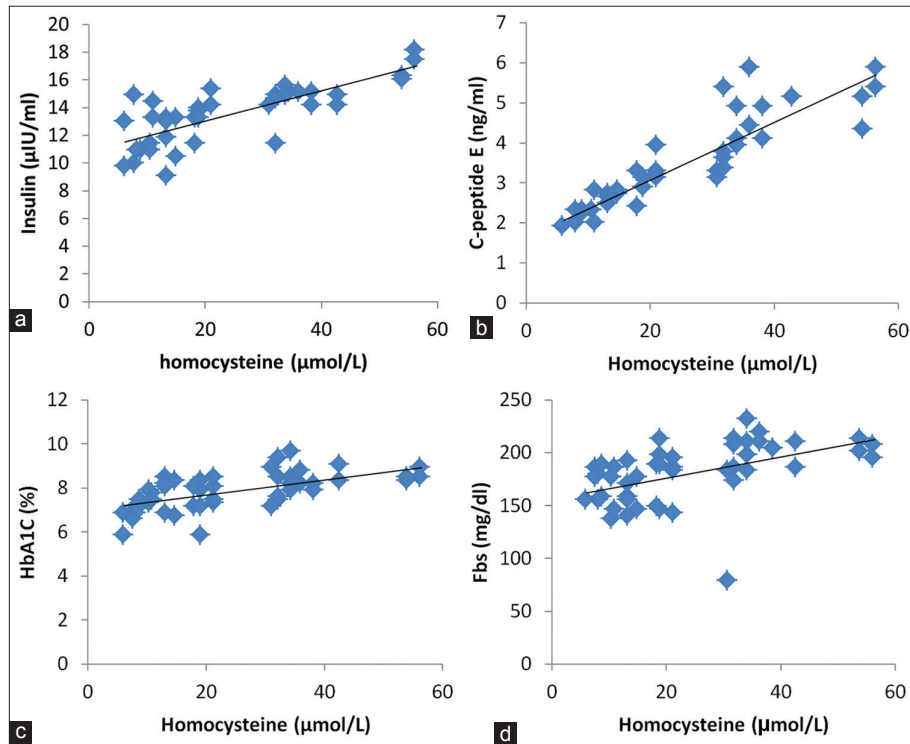 20
18
16
14
12
10
8
6
4
2
0
Insulin (µIU/ml)
0 20 40 60
homocysteine (µmol/L)
a
7
6
5
4
3
2
1
0
C-peptide E (ng/ml)
0 20 40 60
Homocysteine (µmol/L)
b
12
10
8
6
4
2
0
HbA1C (%)
0 20 40 60
Homocysteine (µmol/L)
c
250
200
150
100
50
0
Fbs (mg/dl)
0 20 40 60
Homocysteine (µmol/L)
d